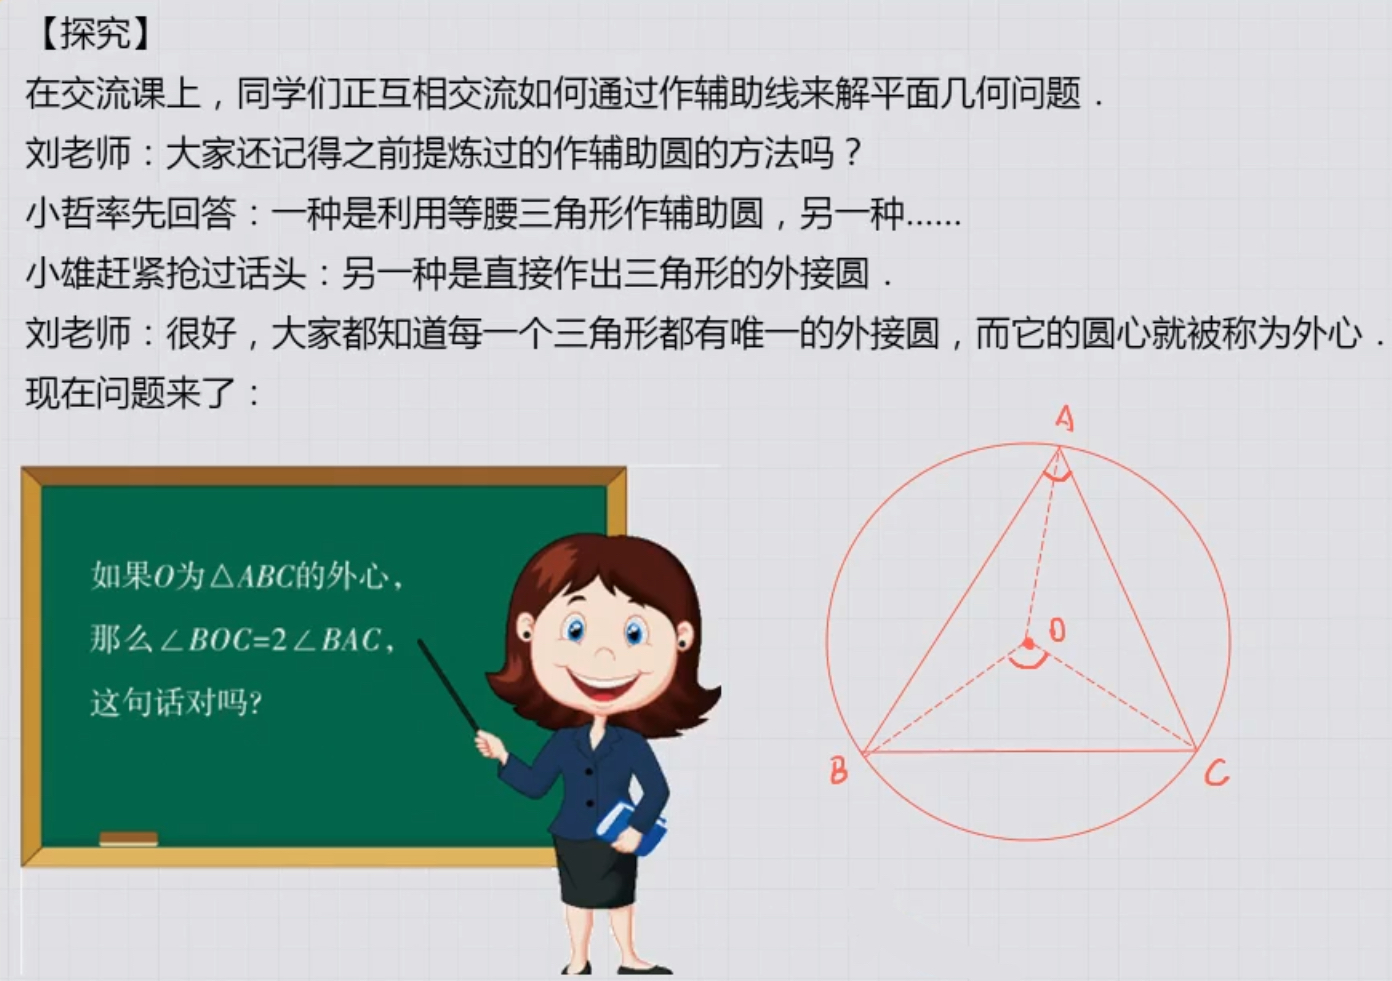 【探究】
在交流课上，同学们正互相交流如何通过作辅助线来解平面几何问题．
刘老师：大家还记得之前提炼过的作辅助圆的方法吗？
小哲率先回答：一种是利用等腰三角形作辅助圆，另一种……
小雄赶紧抢过话头：另一种是直接作出三角形的外接圆．
刘老师：很好，大家都知道每一个三角形都有唯一的外接圆，而它的圆心就被称为外心．
现在问题来了：
如果O为△ABC的外心，
那么∠BOC=2∠BAC，
这句话对吗?
A
O
B
C